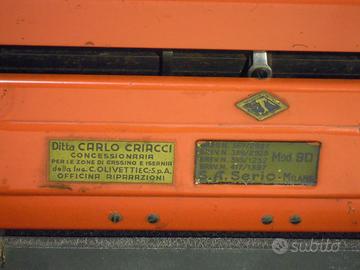 Ditta CARLO CRIACCI
CONCESSIONARIA
PER LE ZONE DI CASSINO E ISERNIA
della Ing. C. OLIVETTI & C. S.p.A.
OFFICINA RIPARAZIONI
Mod. 9D
S.A. Serio - MILANO
subito